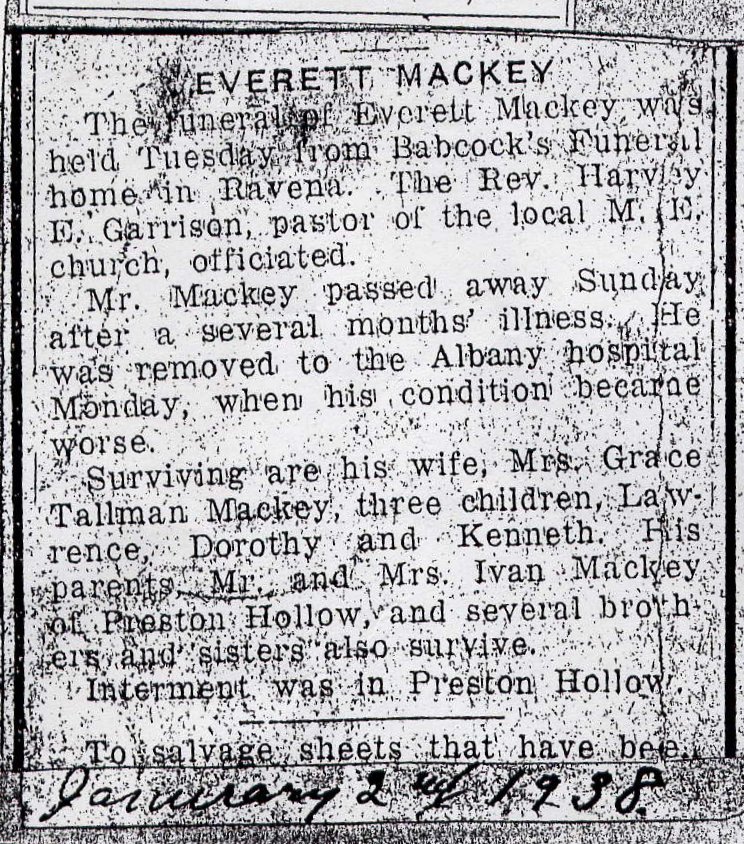 EVERETT MACKEY
The funeral of Everett Mackey was
held Tuesday from Babcock's Funeral
home in Ravena. The Rev. Harvey
E. Garrison, pastor of the local M. E.
church, officiated.
Mr. Mackey passed away Sunday
after a several months' illness. He
was removed to the Albany hospital
Monday, when his condition became
worse.
Surviving are his wife, Mrs. Grace
Tallman Mackey, three children, Law-
rence, Dorothy and Kenneth. His
parents, Mr. and Mrs. Ivan Mackey
of Preston Hollow, and several broth-
ers and sisters also survive.
Interment was in Preston Hollow.
To salvage sheets that have bee
January 2nd 1938.